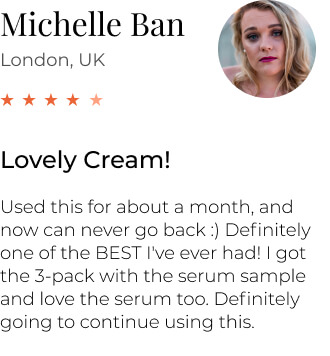 Michelle Ban
London, UK
Lovely Cream!
Used this for about a month, and
now can never go back :) Definitely
one of the BEST I've ever had! I got
the 3-pack with the serum sample
and love the serum too. Definitely
going to continue using this.